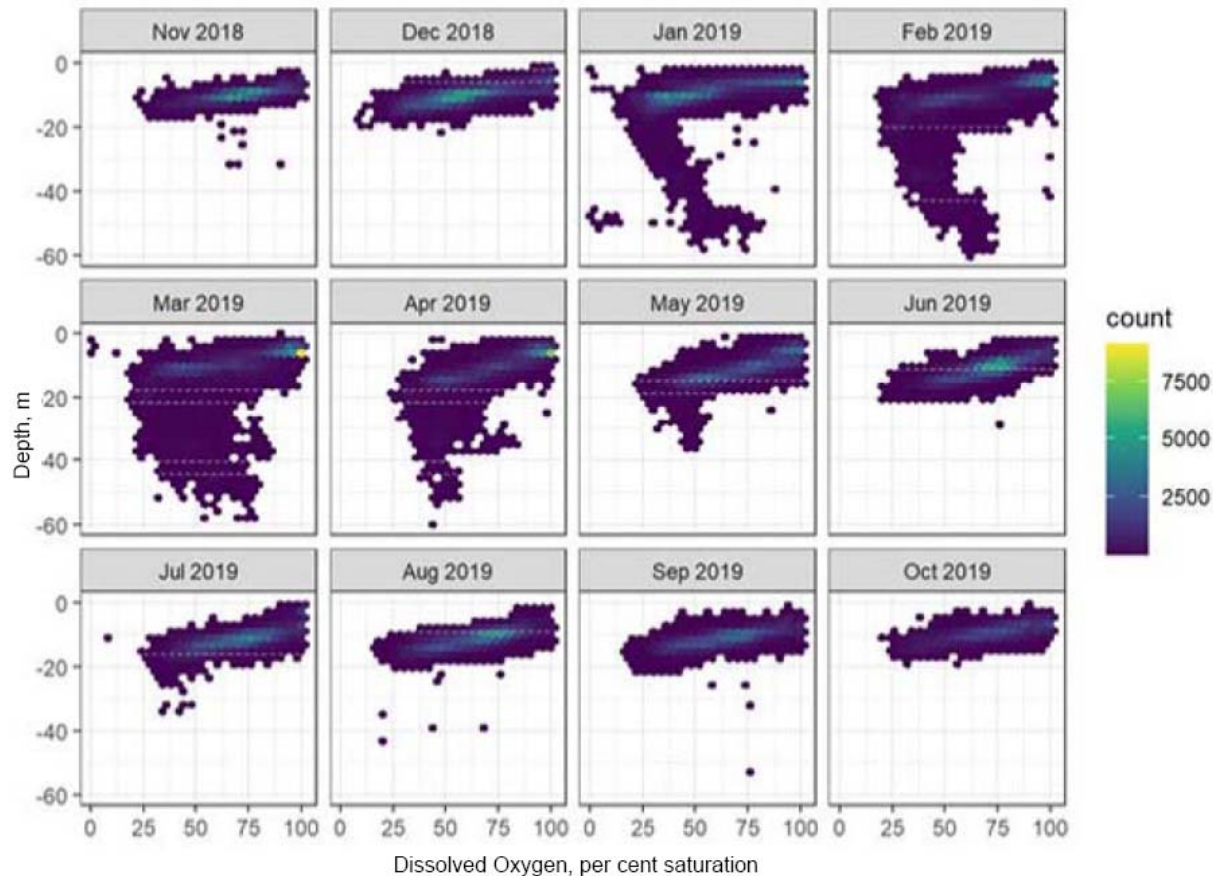 Nov 2018 Dec 2018 Jan 2019 Feb 2019
0
-20
-40
-60
Mar 2019 Apr 2019 May 2019 Jun 2019
0
-20
-40
-60
Jul 2019 Aug 2019 Sep 2019 Oct 2019
0
-20
-40
-60
0 25 50 75 100 0 25 50 75 100 0 25 50 75 100 0 25 50 75 100
Depth, m
Dissolved Oxygen, per cent saturation
count
7500
5000
2500